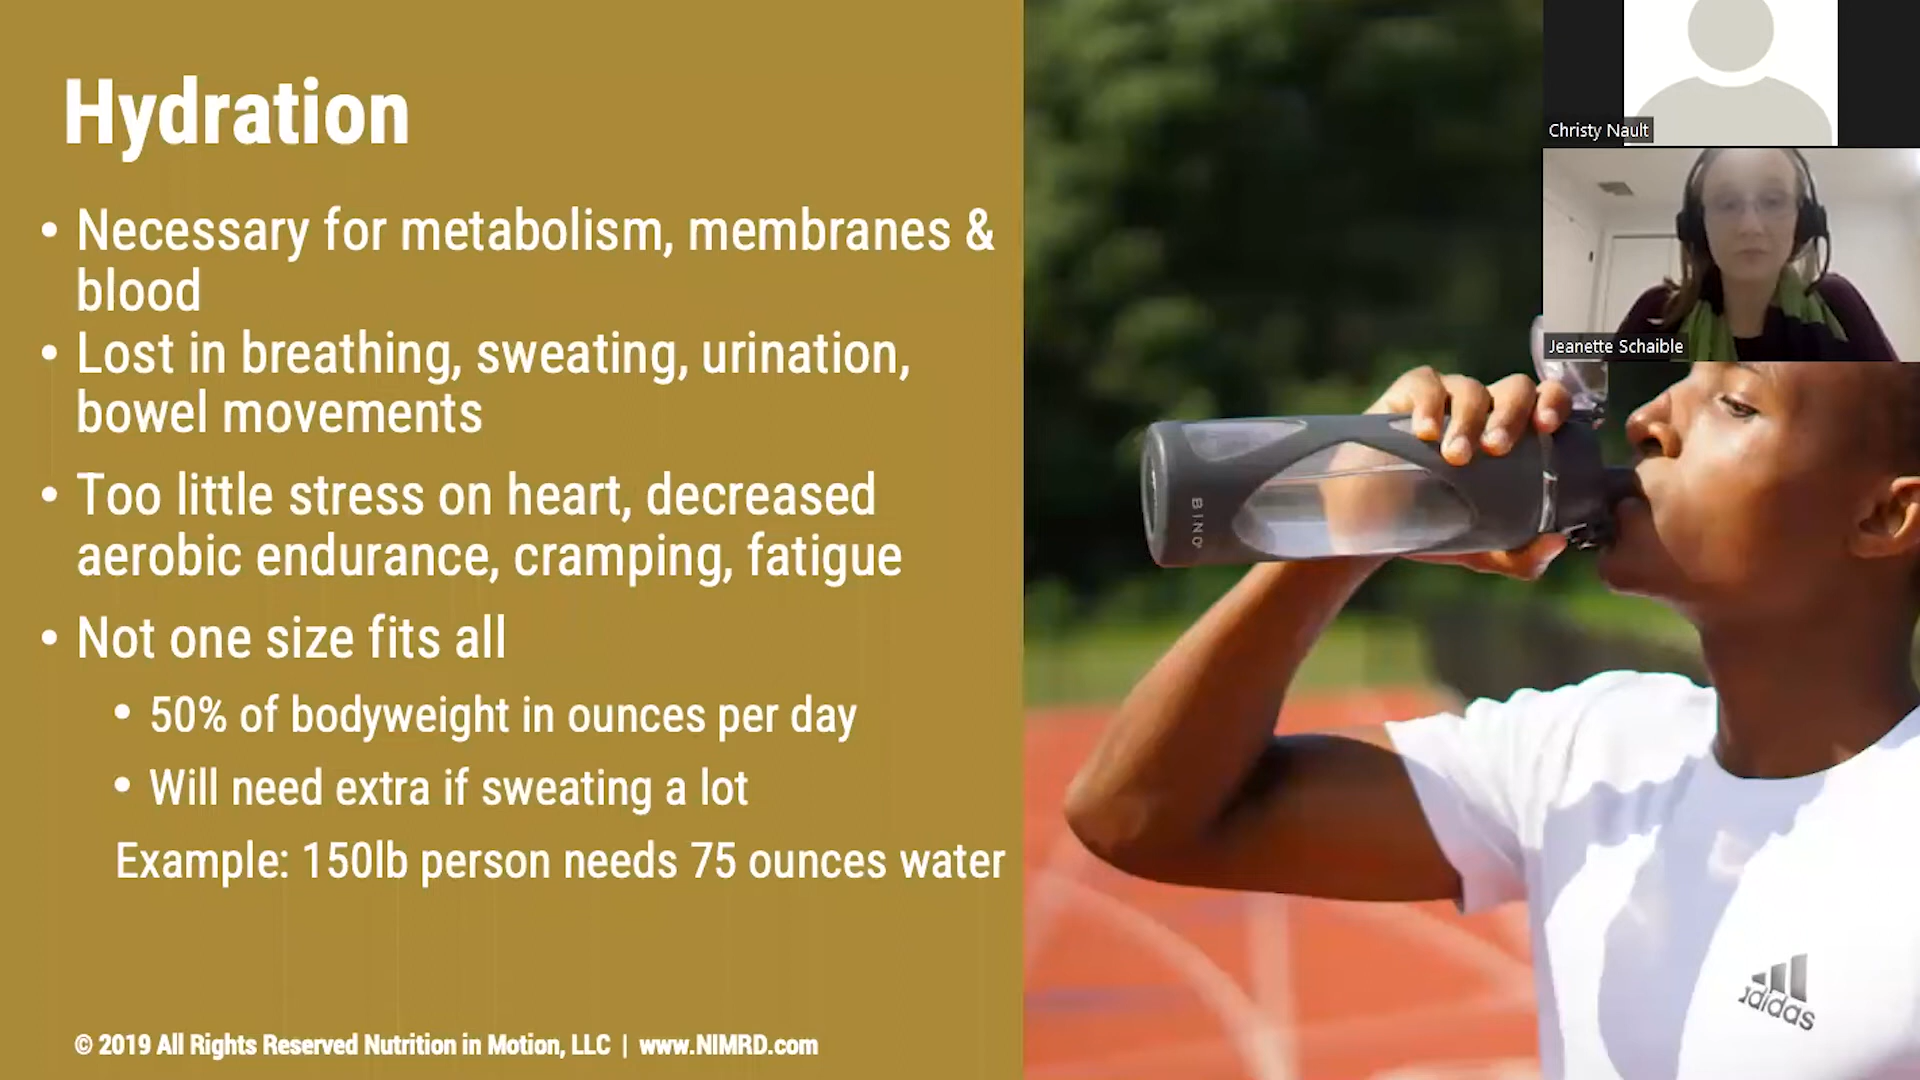 Hydration
• Necessary for metabolism, membranes &
blood
• Lost in breathing, sweating, urination,
bowel movements
• Too little stress on heart, decreased
aerobic endurance, cramping, fatigue
• Not one size fits all
• 50% of bodyweight in ounces per day
• Will need extra if sweating a lot
Example: 150lb person needs 75 ounces water
© 2019 All Rights Reserved Nutrition in Motion, LLC | www.NIMRD.com
Christy Nault
Jeanette Schaible
BINO
adidas